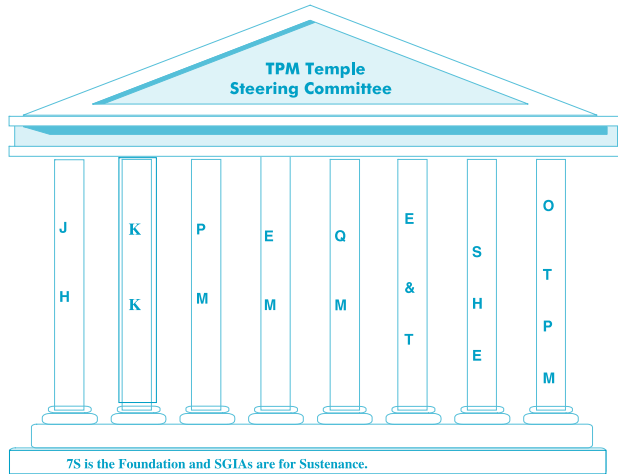 TPM Temple
Steering Committee
J H
K K
P M
E M
Q M
E & T
S H E
O T P M
7S is the Foundation and SGIAs are for Sustenance.